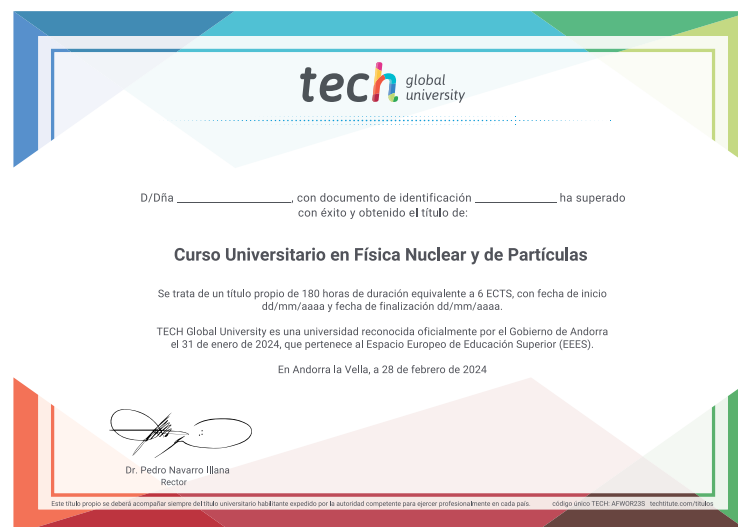 tech global university
D/Dña ____________________, con documento de identificación ______________ ha superado
con éxito y obtenido el título de:
Curso Universitario en Física Nuclear y de Partículas
Se trata de un título propio de 180 horas de duración equivalente a 6 ECTS, con fecha de inicio
dd/mm/aaaa y fecha de finalización dd/mm/aaaa.
TECH Global University es una universidad reconocida oficialmente por el Gobierno de Andorra
el 31 de enero de 2024, que pertenece al Espacio Europeo de Educación Superior (EEES).
En Andorra la Vella, a 28 de febrero de 2024
Dr. Pedro Navarro Illana
Rector
Este título propio se deberá acompañar siempre del título universitario habilitante expedido por la autoridad competente para ejercer profesionalmente en cada país. código único TECH: AFWOR23S techtitute.com/titulos